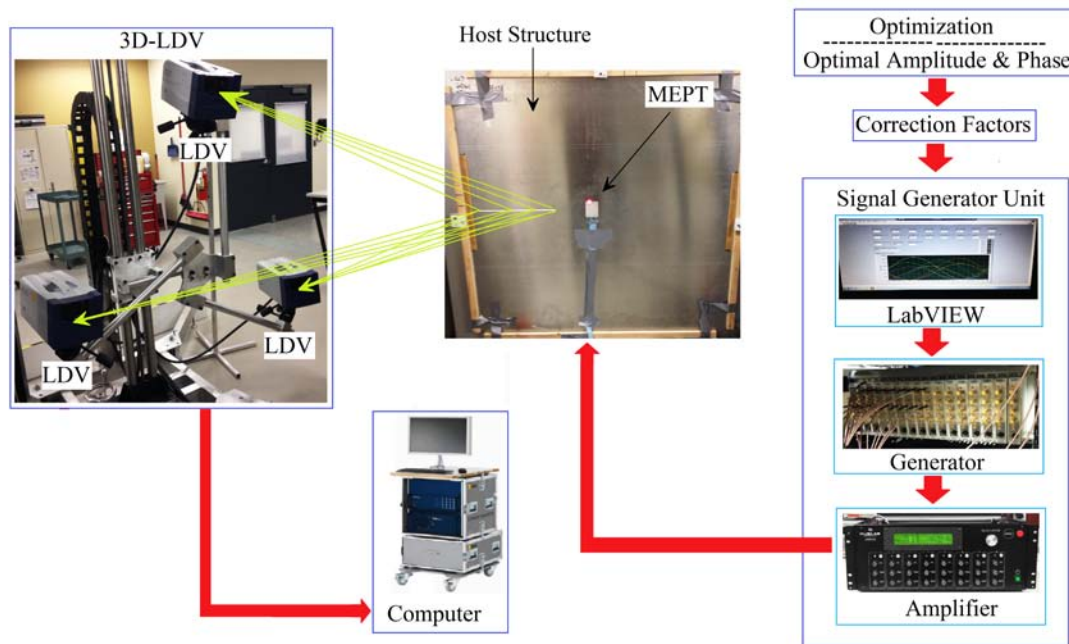 3D-LDV
LDV
LDV
LDV
Host Structure
MEPT
Optimization
Optimal Amplitude & Phase
Correction Factors
Signal Generator Unit
LabVIEW
Generator
Amplifier
Computer